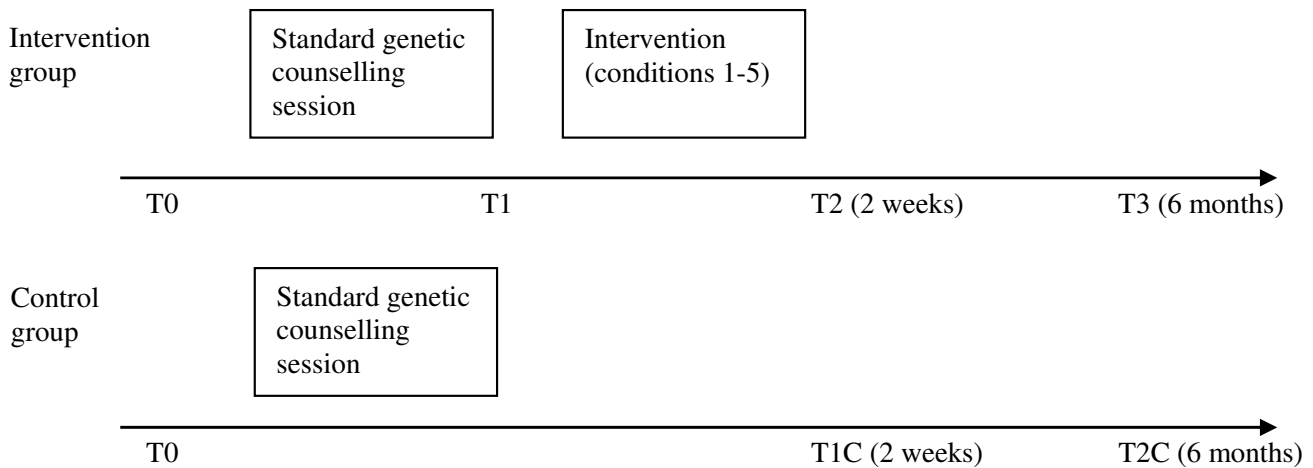 Intervention
group
Standard genetic
counselling
session
Intervention
(conditions 1-5)
T0 T1 T2 (2 weeks) T3 (6 months)
Control
group
Standard genetic
counselling
session
T0 T1C (2 weeks) T2C (6 months)